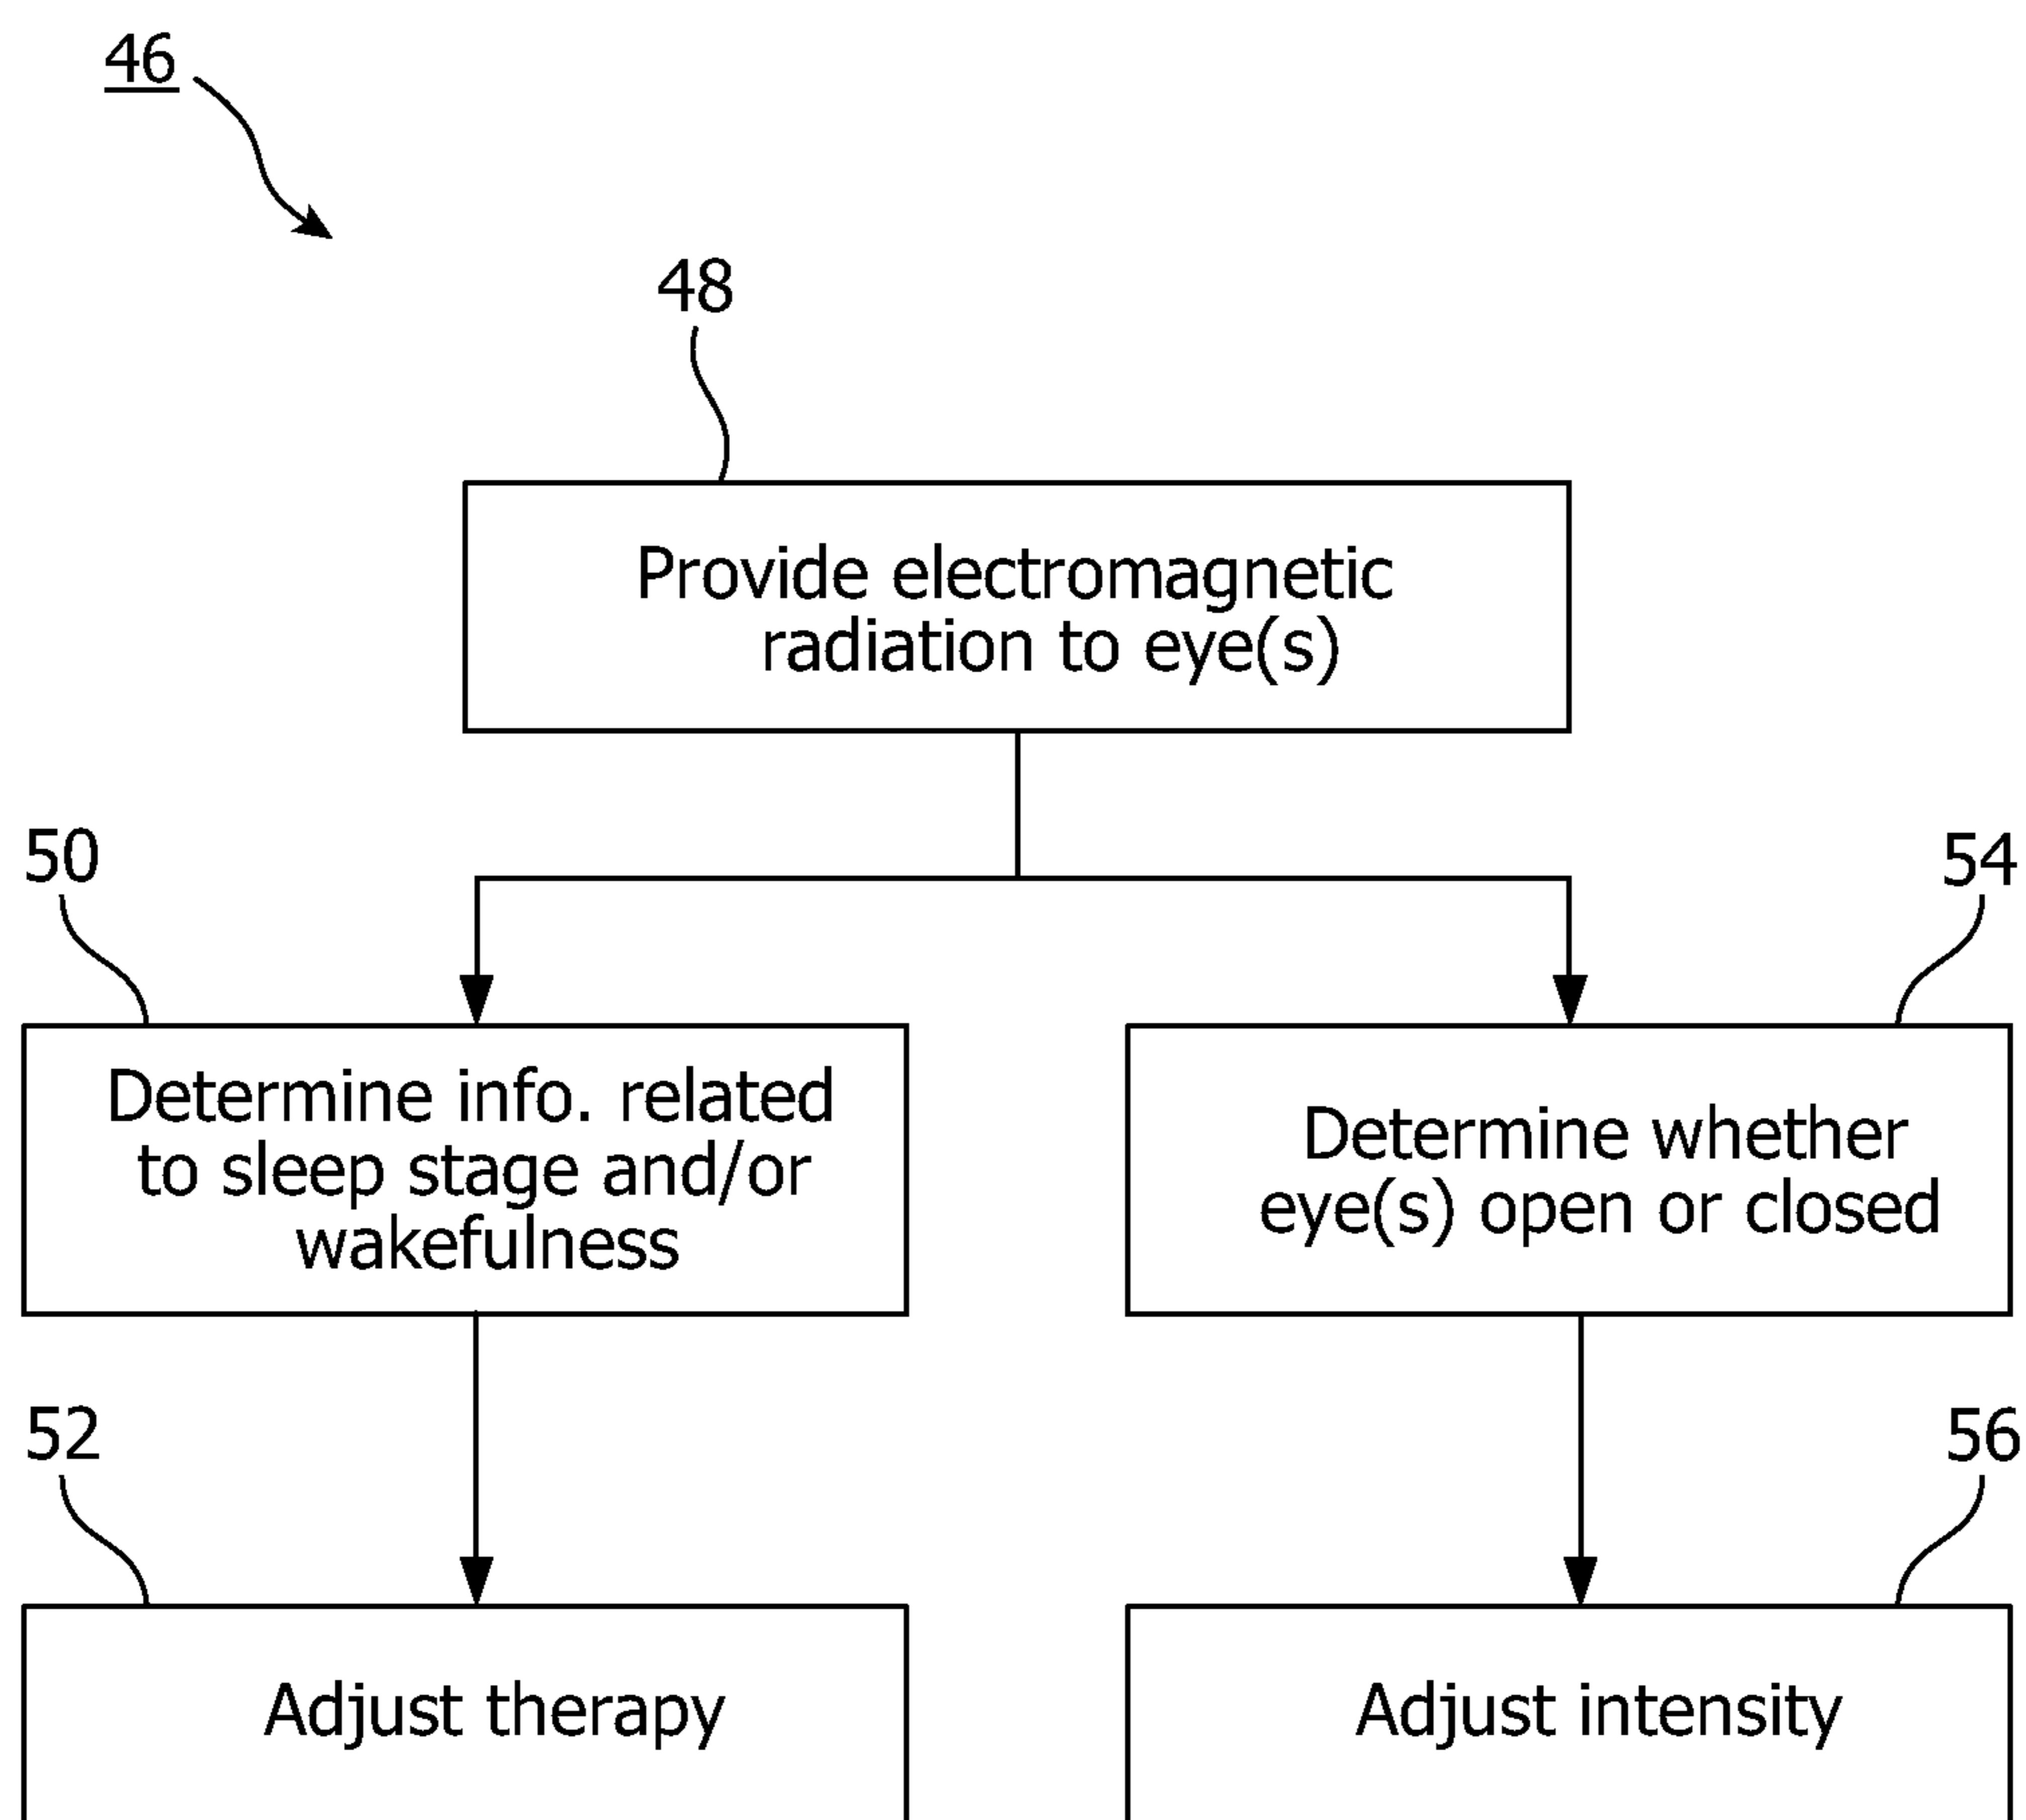 46
48
Provide electromagnetic
radiation to eye(s)
50
54
Determine info. related
to sleep stage and/or
wakefulness
Determine whether
eye(s) open or closed
52
56
Adjust therapy
Adjust intensity